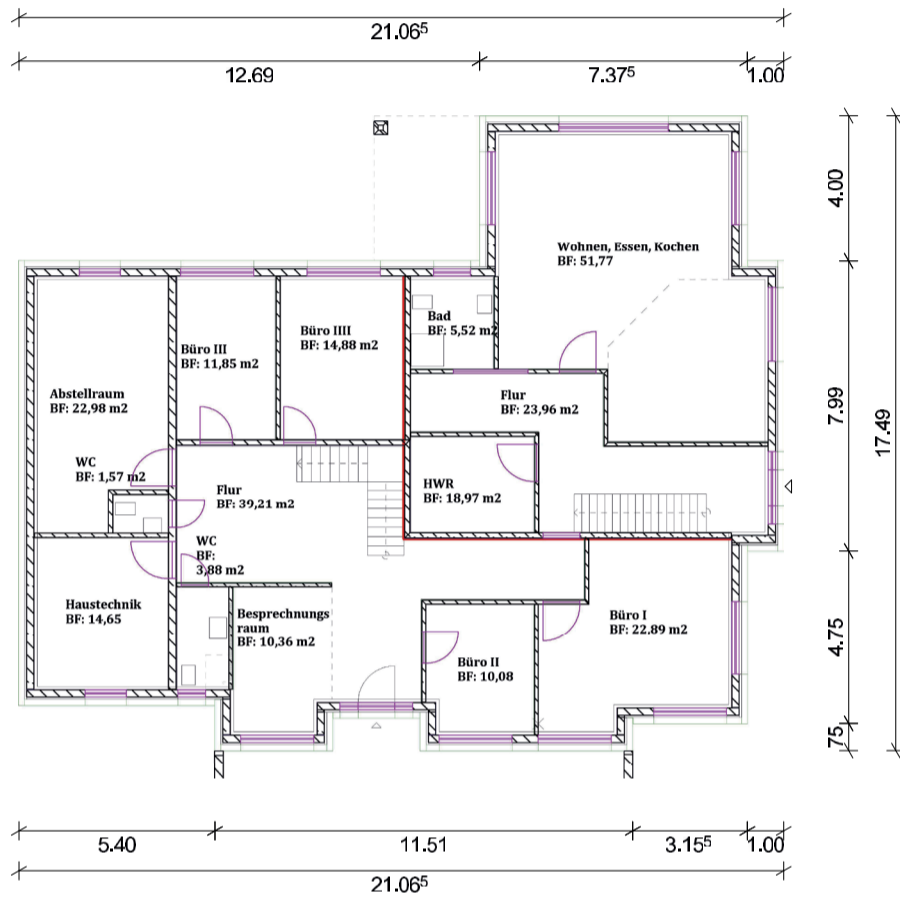 21.06⁵
12.69
7.37⁵
1.00
4.00
Wohnen, Essen, Kochen
BF: 51,77
Bad
BF: 5,52 m2
Büro IIII
BF: 14,88 m2
Büro III
BF: 11,85 m2
Abstellraum
BF: 22,98 m2
Flur
BF: 23,96 m2
7.99
17.49
WC
BF: 1,57 m2
Flur
BF: 39,21 m2
HWR
BF: 18,97 m2
WC
BF:
3,88 m2
Haustechnik
BF: 14,65
Besprechnungs
raum
BF: 10,36 m2
Büro I
BF: 22.89 m2
Büro II
BF: 10,08
4.75
75
5.40
11.51
3.15⁵
1.00
21.06⁵